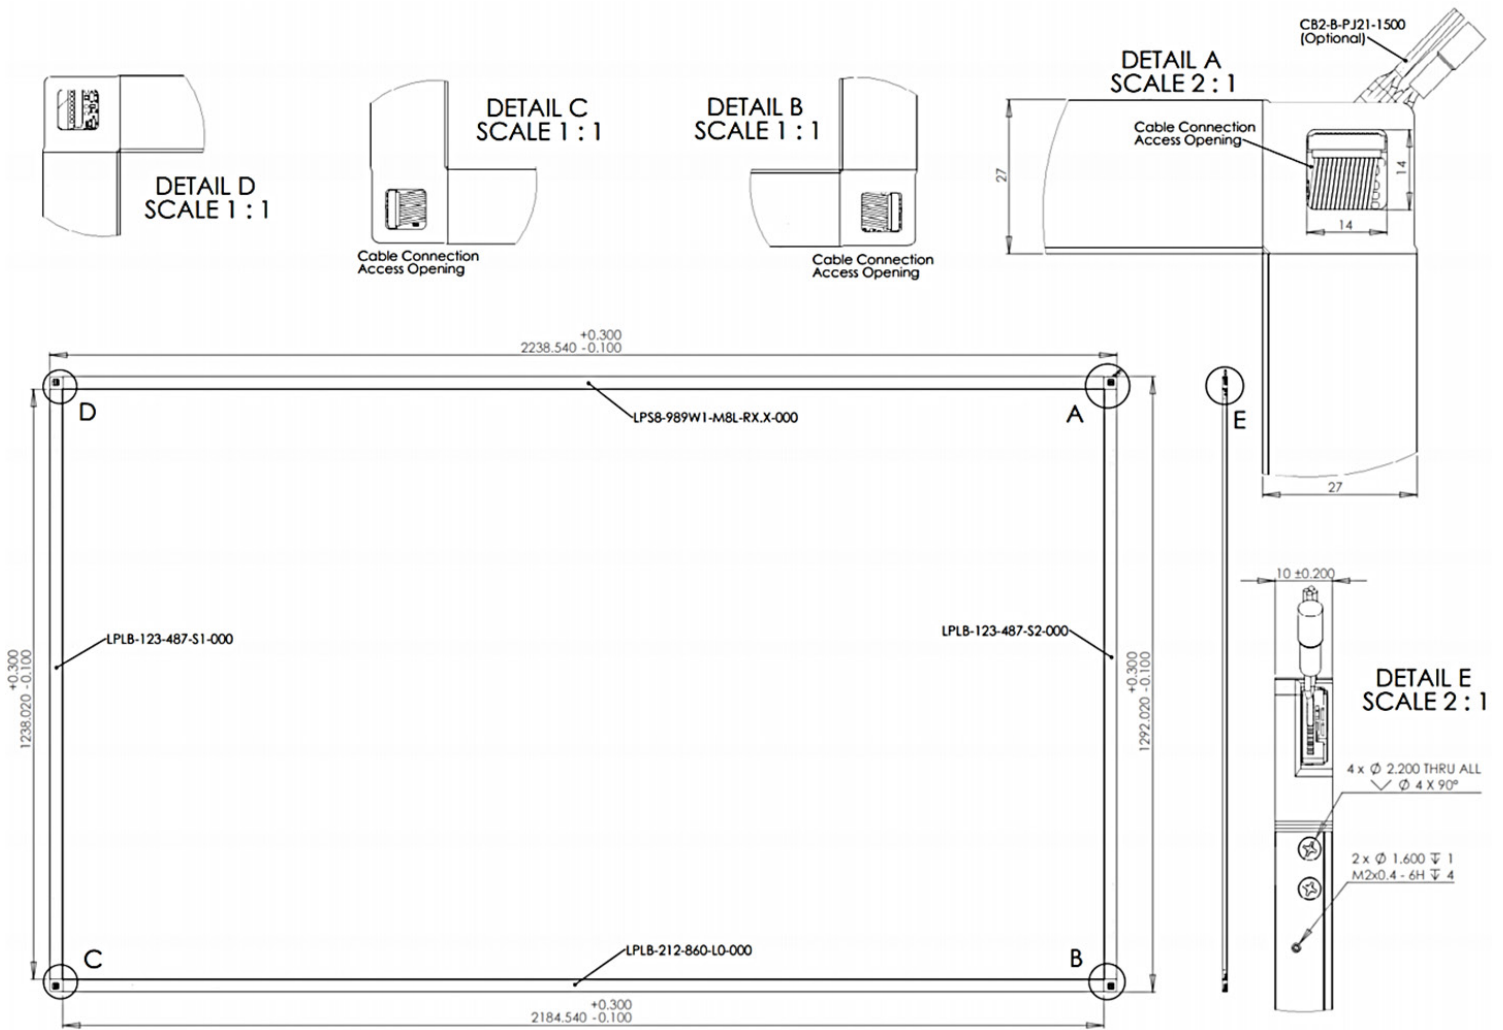 CB2-B-PJ21-1500
(Optional)
DETAIL A
SCALE 2 : 1
DETAIL C
SCALE 1 : 1
DETAIL B
SCALE 1 : 1
Cable Connection
Access Opening
27
14
14
DETAIL D
SCALE 1 : 1
Cable Connection
Access Opening
Cable Connection
Access Opening
+0.300
2238.540 -0.100
D
LPS8-989W1-M8L-RX.X-000
A
E
27
10 ±0.200
LPLB-123-487-S1-000
LPLB-123-487-S2-000
+0.300
1238.020 -0.100
+0.300
1292.020 -0.100
DETAIL E
SCALE 2 : 1
4 x Ø 2.200 THRU ALL
⌵ Ø 4 X 90°
2 x Ø 1.600 ↧ 1
M2x0.4 - 6H ↧ 4
C
LPLB-212-860-L0-000
B
+0.300
2184.540 -0.100